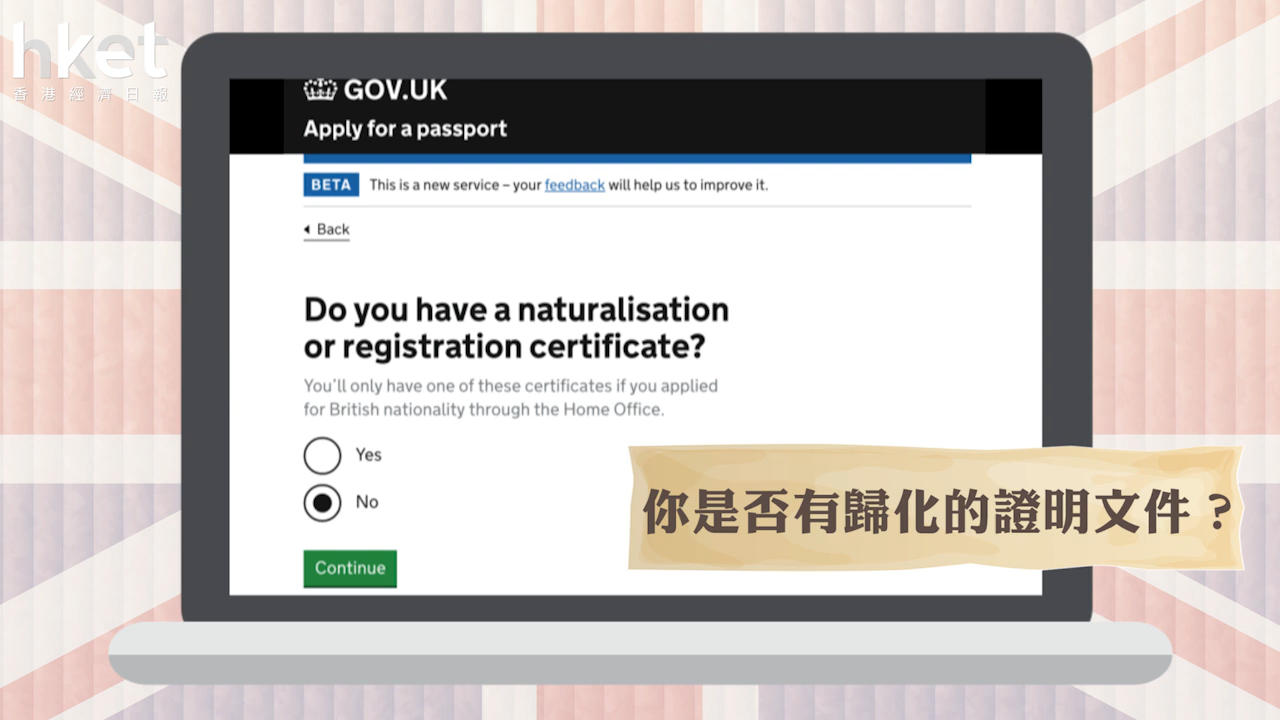 hket
香港經濟日報
GOV.UK
Apply for a passport
BETA This is a new service – your feedback will help us to improve it.
Back
Do you have a naturalisation
or registration certificate?
You'll only have one of these certificates if you applied
for British nationality through the Home Office.
Yes
No
你是否有歸化的證明文件？
Continue